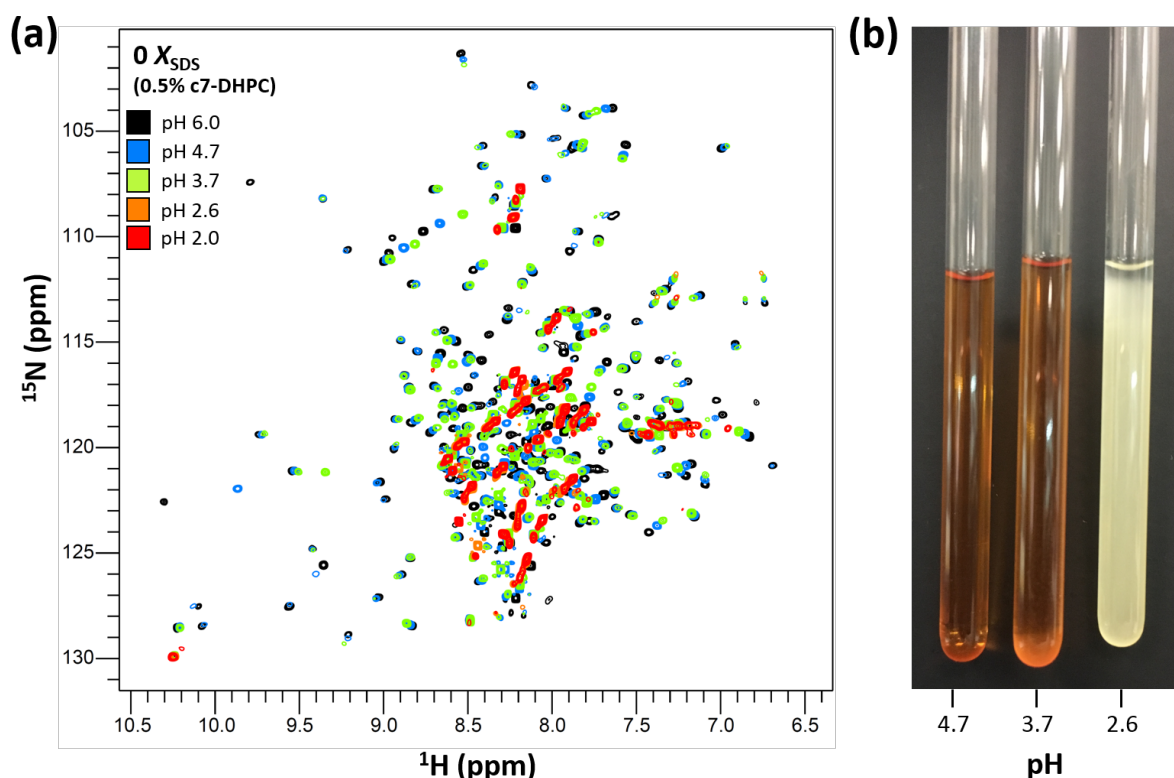 (a)
0 XSDS
(0.5% c7-DHPC)
pH 6.0
pH 4.7
pH 3.7
pH 2.6
pH 2.0
105
110
115
120
125
130
15N (ppm)
10.5 10.0 9.5 9.0 8.5 8.0 7.5 7.0 6.5
1H (ppm)
(b)
4.7 3.7 2.6
pH